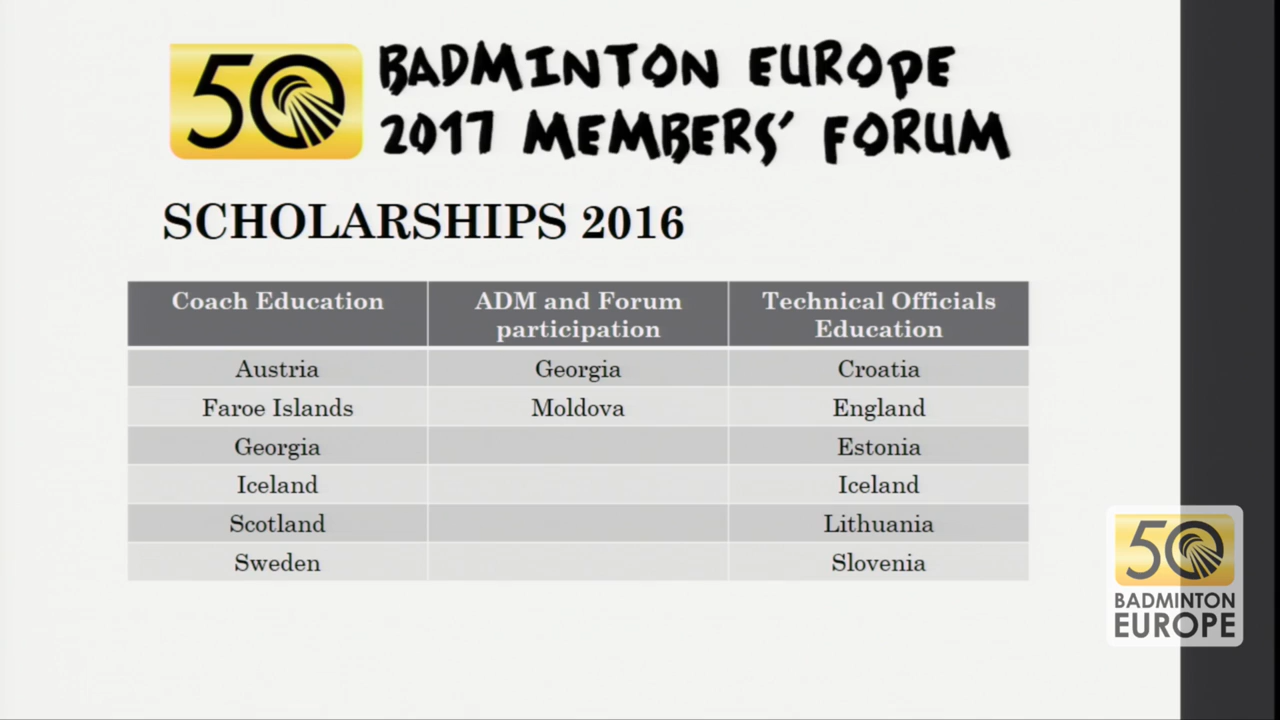 50 BADMINTON EUROPE
2017 MEMBERS' FORUM
SCHOLARSHIPS 2016
Coach Education | ADM and Forum participation | Technical Officials Education
Austria | Georgia | Croatia
Faroe Islands | Moldova | England
Georgia | | Estonia
Iceland | | Iceland
Scotland | | Lithuania
Sweden | | Slovenia
50
BADMINTON
EUROPE